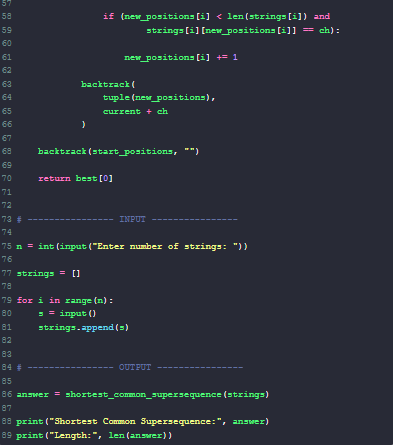 57
58 if (new_positions[i] < len(strings[i]) and
59 strings[i][new_positions[i]] == ch):
60
61 new_positions[i] += 1
62
63 backtrack(
64 tuple(new_positions),
65 current + ch
66 )
67
68 backtrack(start_positions, "")
69
70 return best[0]
71
72
73 # ---------------- INPUT ----------------
74
75 n = int(input("Enter number of strings: "))
76
77 strings = []
78
79 for i in range(n):
80 s = input()
81 strings.append(s)
82
83
84 # ---------------- OUTPUT ----------------
85
86 answer = shortest_common_supersequence(strings)
87
88 print("Shortest Common Supersequence:", answer)
89 print("Length:", len(answer))